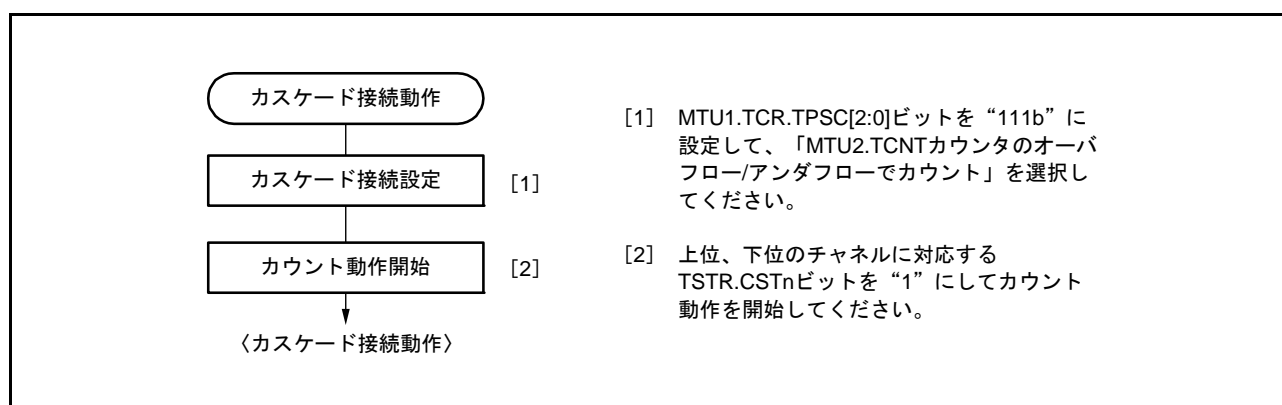 カスケード接続動作
カスケード接続設定 [1]
カウント動作開始 [2]
〈カスケード接続動作〉
[1] MTU1.TCR.TPSC[2:0]ビットを“111b”に
設定して、「MTU2.TCNTカウンタのオーバ
フロー/アンダフローでカウント」を選択し
てください。
[2] 上位、下位のチャネルに対応する
TSTR.CSTnビットを“1”にしてカウント
動作を開始してください。